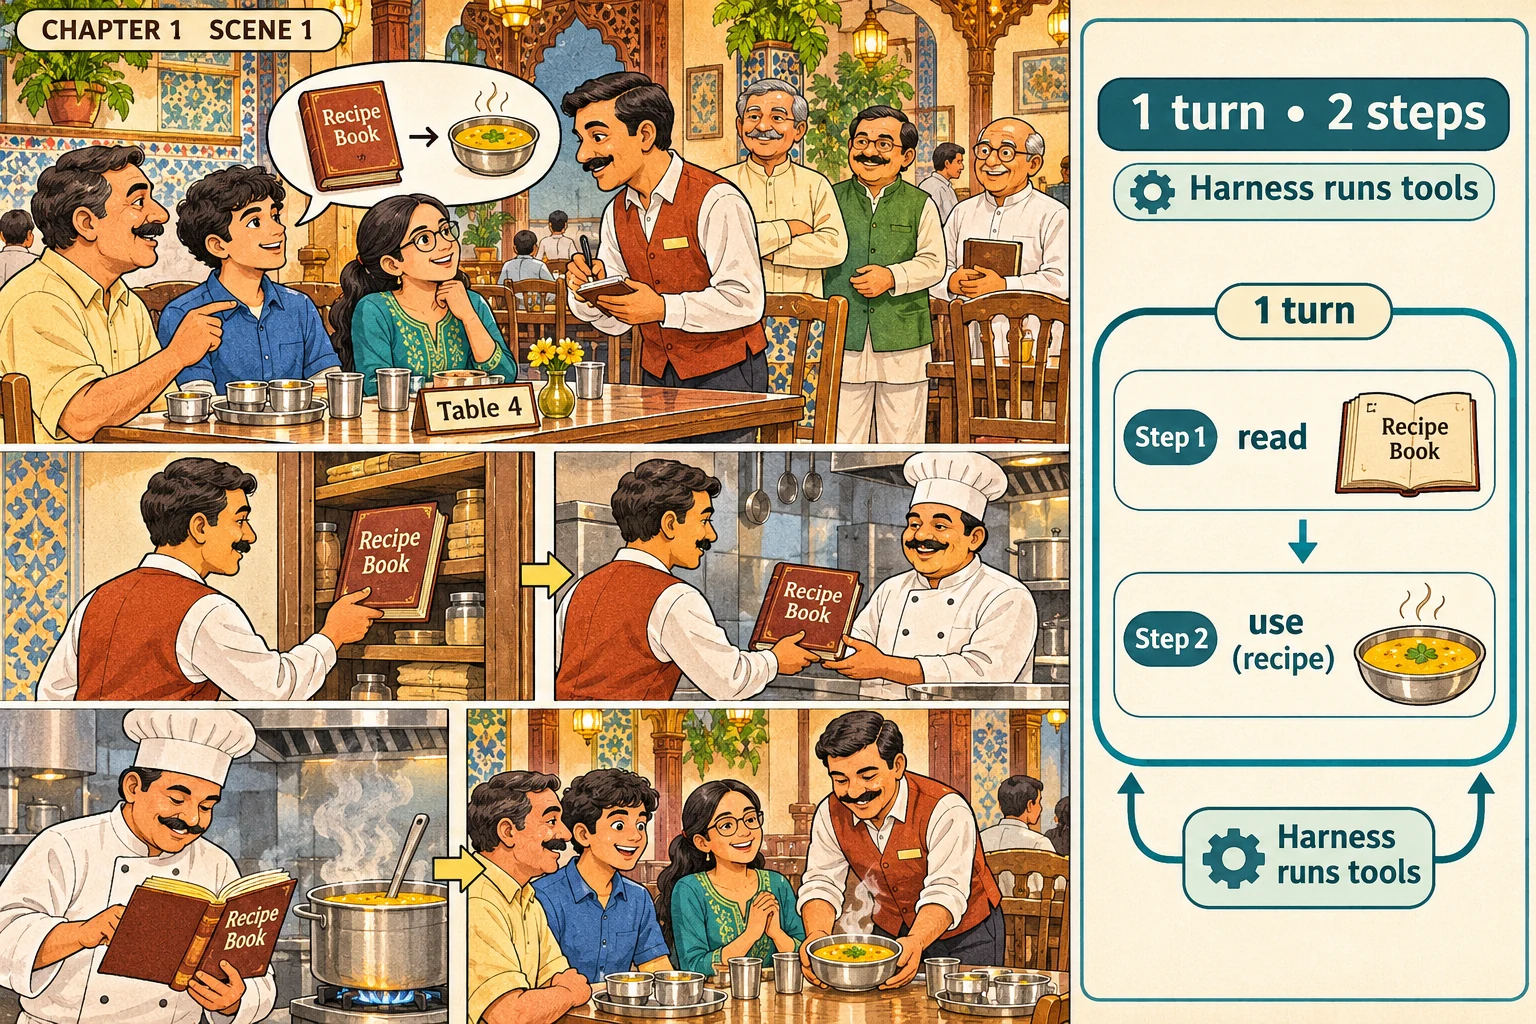 CHAPTER 1 SCENE 1
Recipe
Book
Table 4
Recipe
Book
Recipe
Book
Recipe
Book
1 turn • 2 steps
Harness runs tools
1 turn
Step 1 read
Recipe
Book
Step 2 use
(recipe)
Harness
runs tools